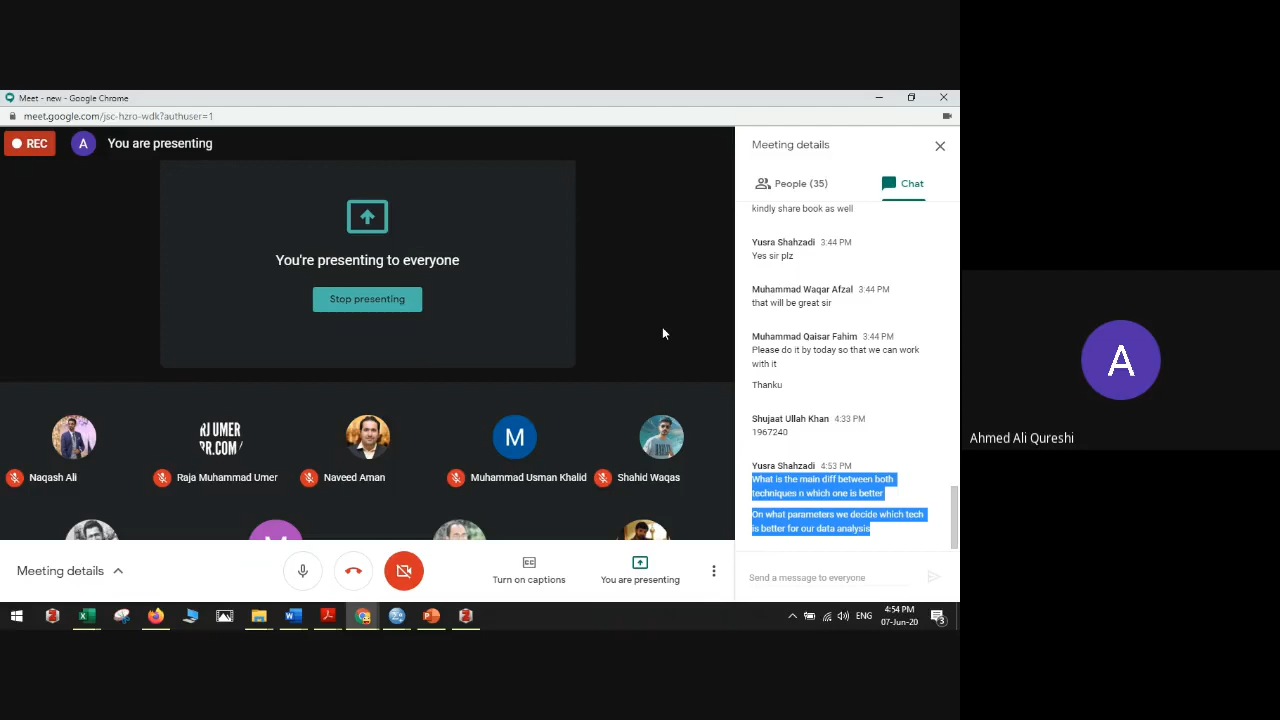 Meet - new - Google Chrome
meet.google.com/jsc-hzro-wdk?authuser=1
REC
A
You are presenting
You're presenting to everyone
Stop presenting
Meeting details
People (35)
Chat
kindly share book as well
Yusra Shahzadi 3:44 PM
Yes sir plz
Muhammad Waqar Afzal 3:44 PM
that will be great sir
Muhammad Qaisar Fahim 3:44 PM
Please do it by today so that we can work
with it
Thanku
Shujaat Ullah Khan 4:33 PM
1967240
Yusra Shahzadi 4:53 PM
What is the main diff between both
techniques n which one is better
On what parameters we decide which tech
is better for our data analysis
Send a message to everyone
RJ UMER
M
Naqash Ali
Raja Muhammad Umer
Naveed Aman
Muhammad Usman Khalid
Shahid Waqas
Meeting details
Turn on captions
You are presenting
ENG
4:54 PM
07-Jun-20
3
A
Ahmed Ali Qureshi